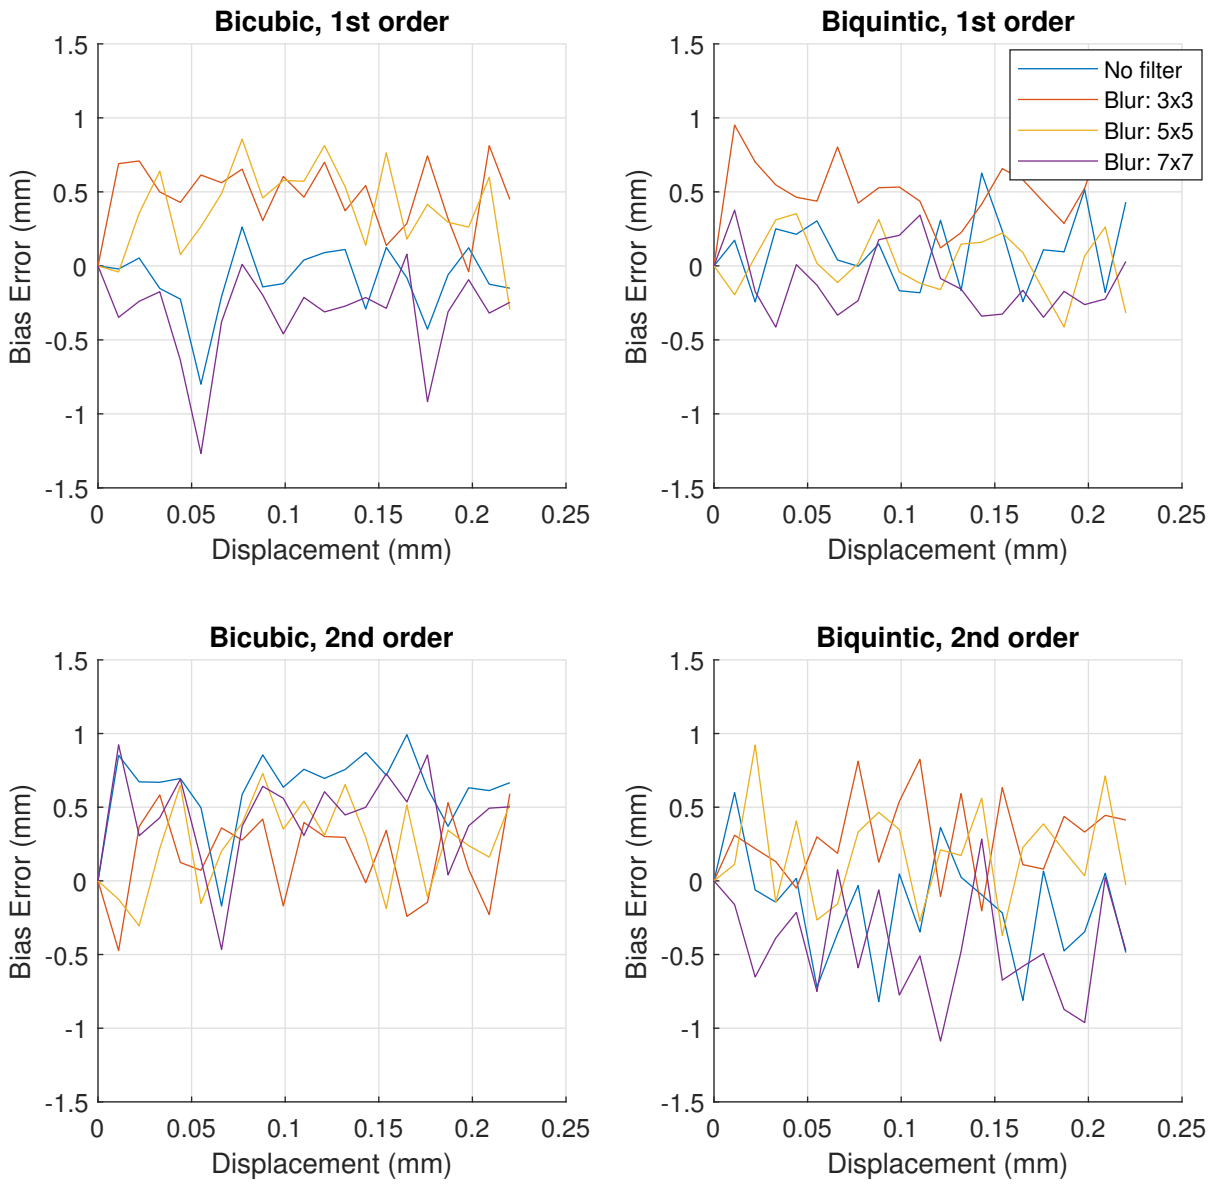 Bicubic, 1st order
1.5
1
0.5
0
-0.5
-1
-1.5
Bias Error (mm)
0 0.05 0.1 0.15 0.2 0.25
Displacement (mm)
Biquintic, 1st order
1.5
1
0.5
0
-0.5
-1
-1.5
Bias Error (mm)
0 0.05 0.1 0.15 0.2 0.25
Displacement (mm)
No filter
Blur: 3x3
Blur: 5x5
Blur: 7x7
Bicubic, 2nd order
1.5
1
0.5
0
-0.5
-1
-1.5
Bias Error (mm)
0 0.05 0.1 0.15 0.2 0.25
Displacement (mm)
Biquintic, 2nd order
1.5
1
0.5
0
-0.5
-1
-1.5
Bias Error (mm)
0 0.05 0.1 0.15 0.2 0.25
Displacement (mm)